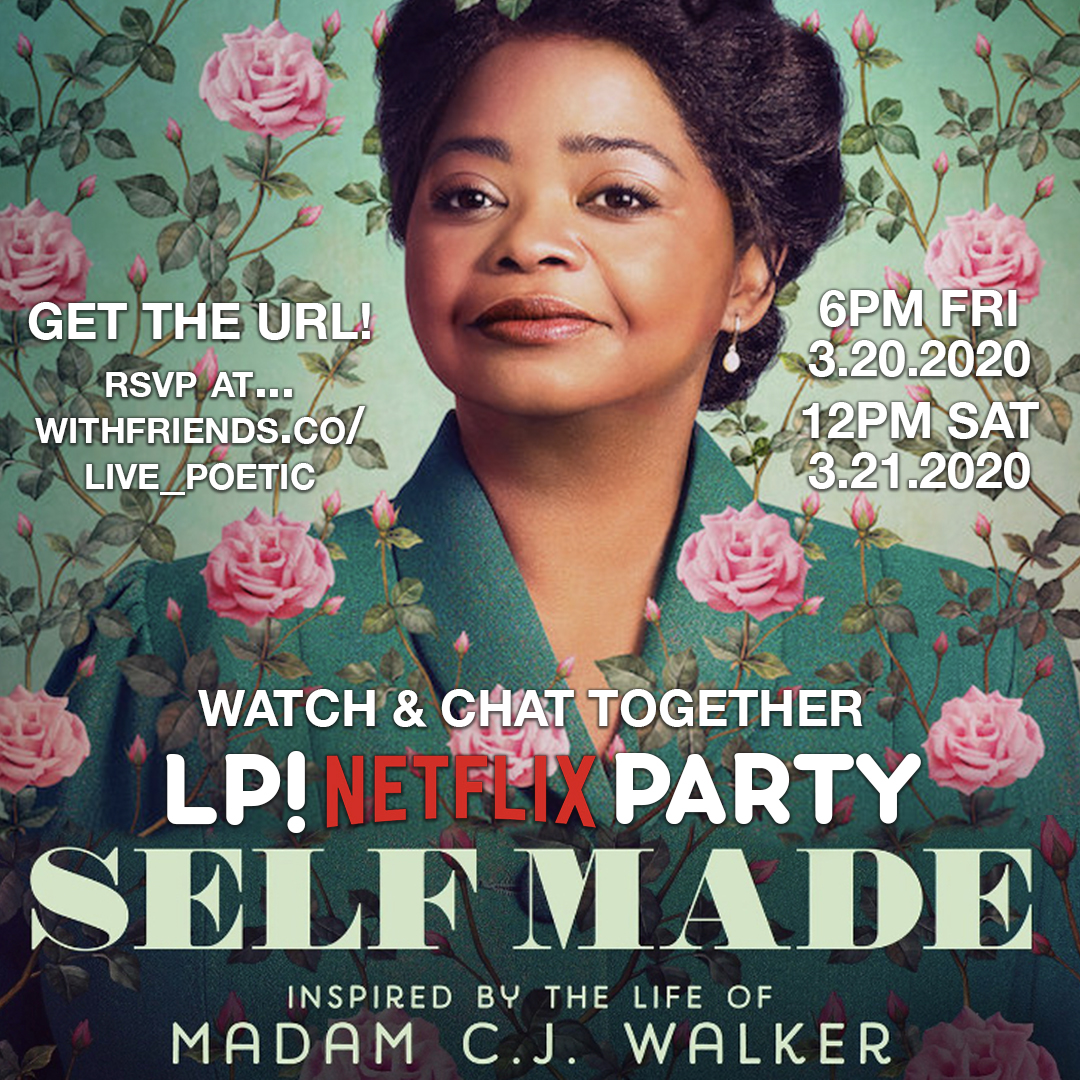 GET THE URL!
RSVP AT...
WITHFRIENDS.CO/
LIVE_POETIC
6PM FRI
3.20.2020
12PM SAT
3.21.2020
WATCH & CHAT TOGETHER
LP! NETFLIX PARTY
SELF MADE
INSPIRED BY THE LIFE OF
MADAM C.J. WALKER